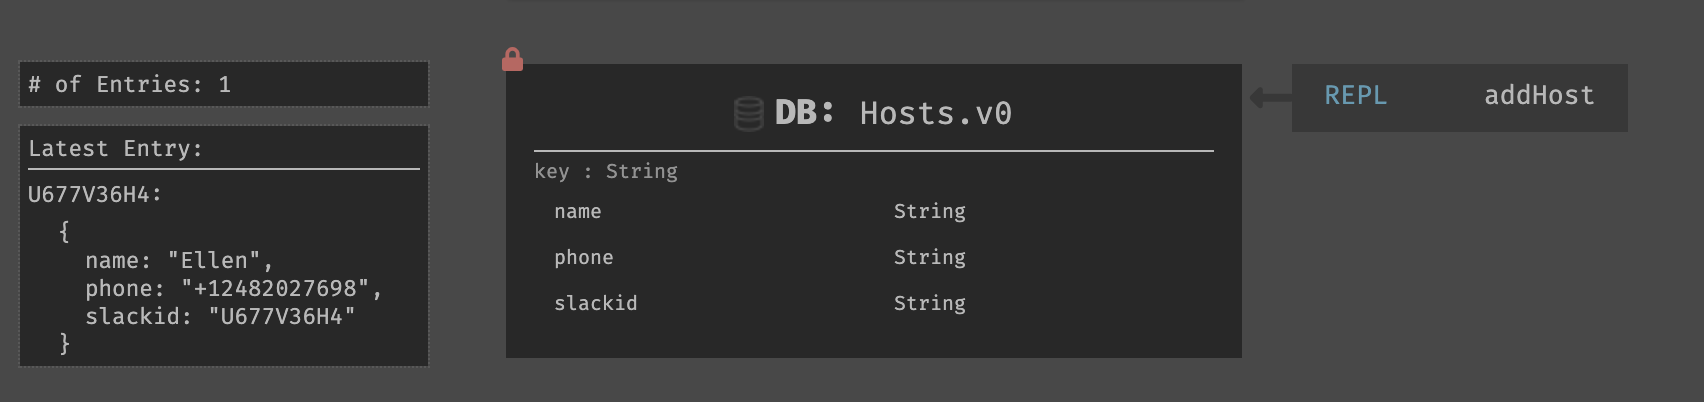 # of Entries: 1
Latest Entry:
U677V36H4:
{
name: "Ellen",
phone: "+12482027698",
slackid: "U677V36H4"
}
DB: Hosts.v0
key : String
name String
phone String
slackid String
REPL addHost